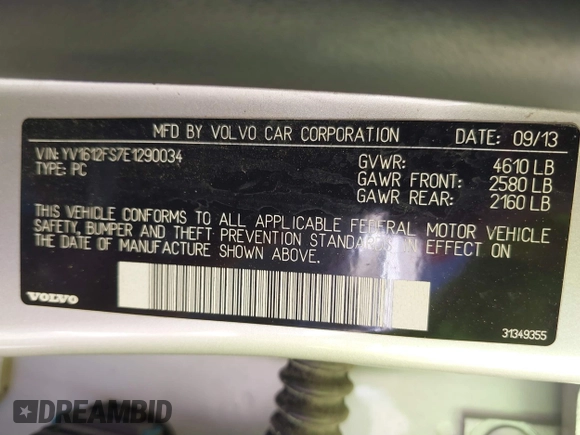 MFD BY VOLVO CAR CORPORATION DATE: 09/13
VIN: YV1612FS7E1290034 GVWR: 4610 LB
TYPE: PC GAWR FRONT: 2580 LB
GAWR REAR: 2160 LB
THIS VEHICLE CONFORMS TO ALL APPLICABLE FEDERAL MOTOR VEHICLE
SAFETY, BUMPER AND THEFT PREVENTION STANDARDS IN EFFECT ON
THE DATE OF MANUFACTURE SHOWN ABOVE.
VOLVO 31349355
DREAMBID